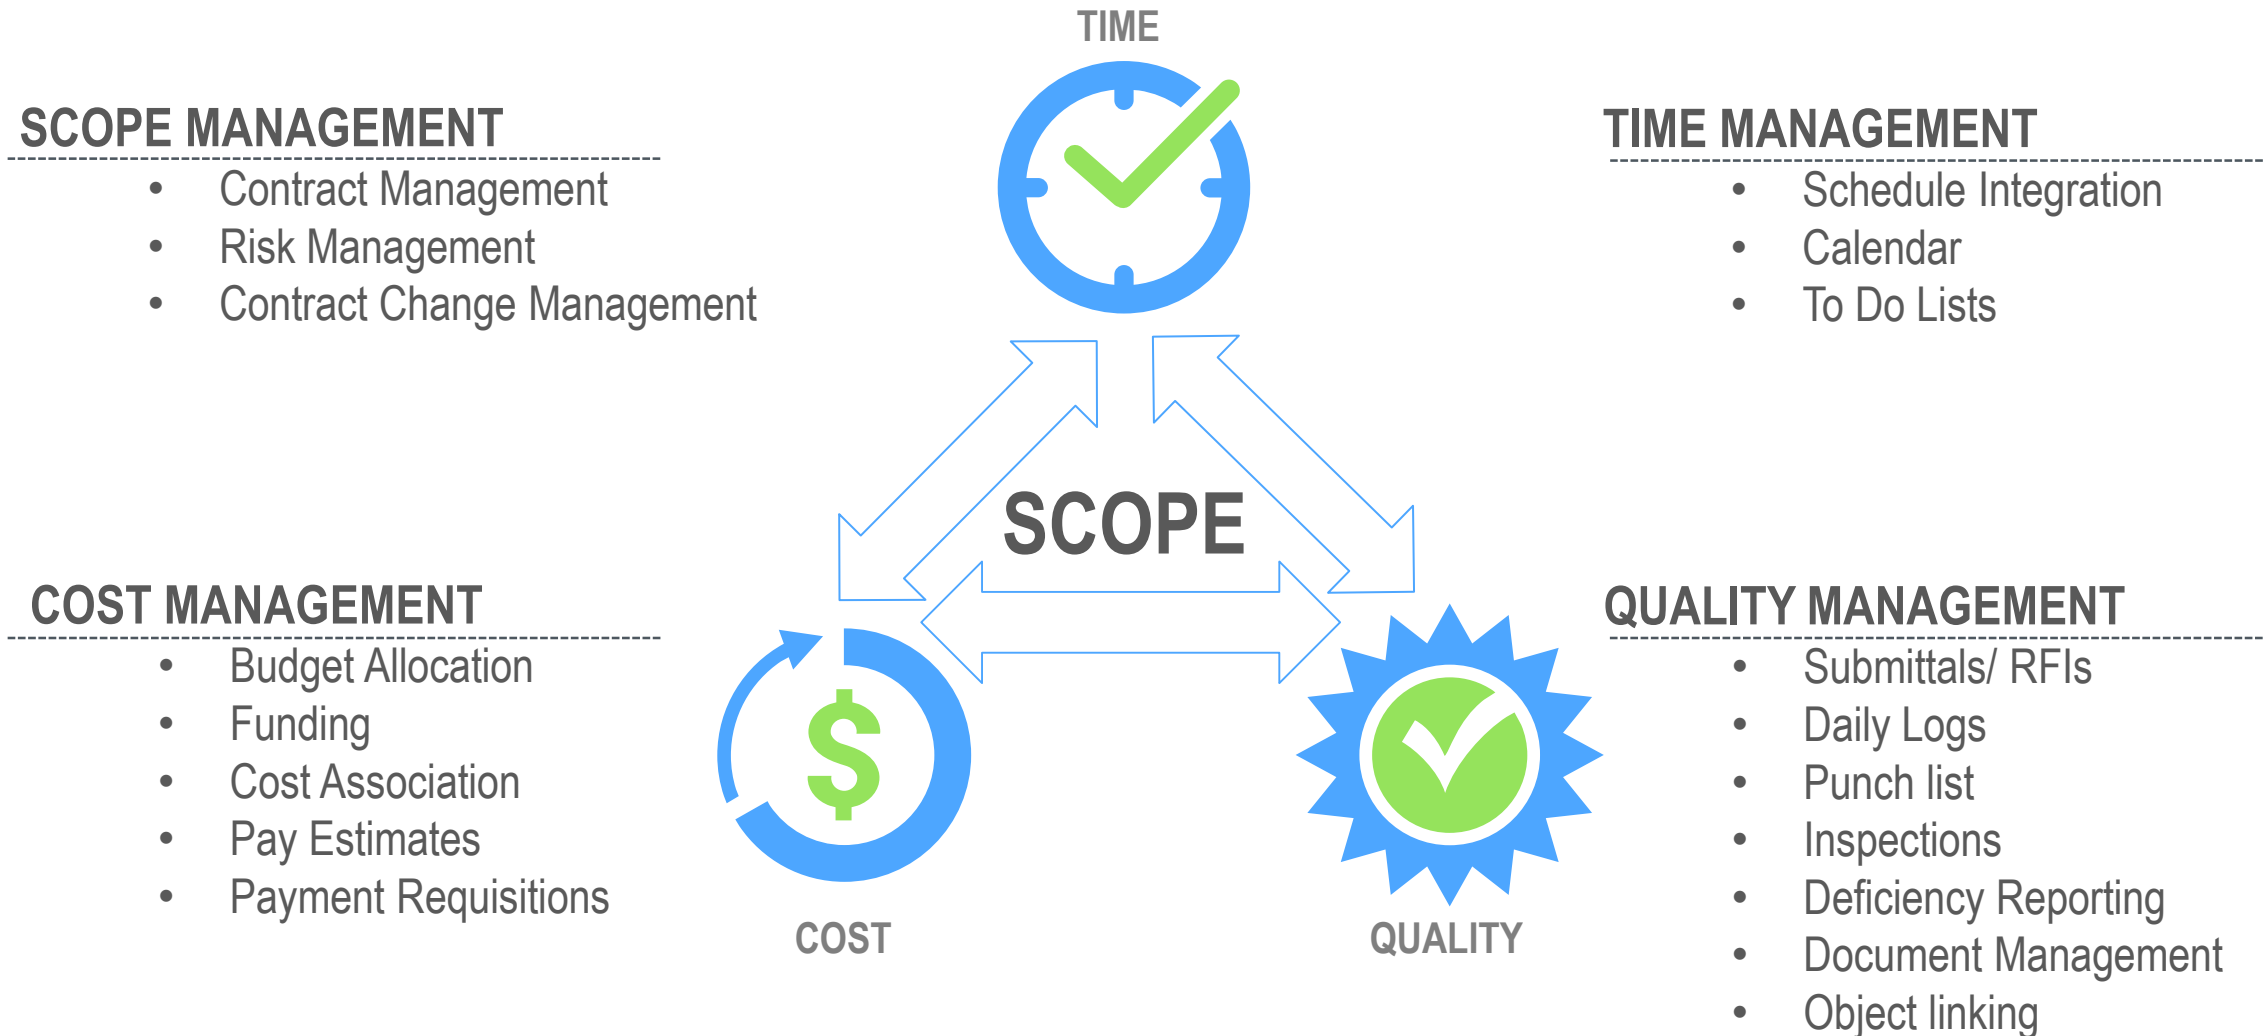 TIME
SCOPE MANAGEMENT
• Contract Management
• Risk Management
• Contract Change Management
TIME MANAGEMENT
• Schedule Integration
• Calendar
• To Do Lists
SCOPE
COST MANAGEMENT
• Budget Allocation
• Funding
• Cost Association
• Pay Estimates
• Payment Requisitions
$
COST
QUALITY
QUALITY MANAGEMENT
• Submittals/ RFIs
• Daily Logs
• Punch list
• Inspections
• Deficiency Reporting
• Document Management
• Object linking